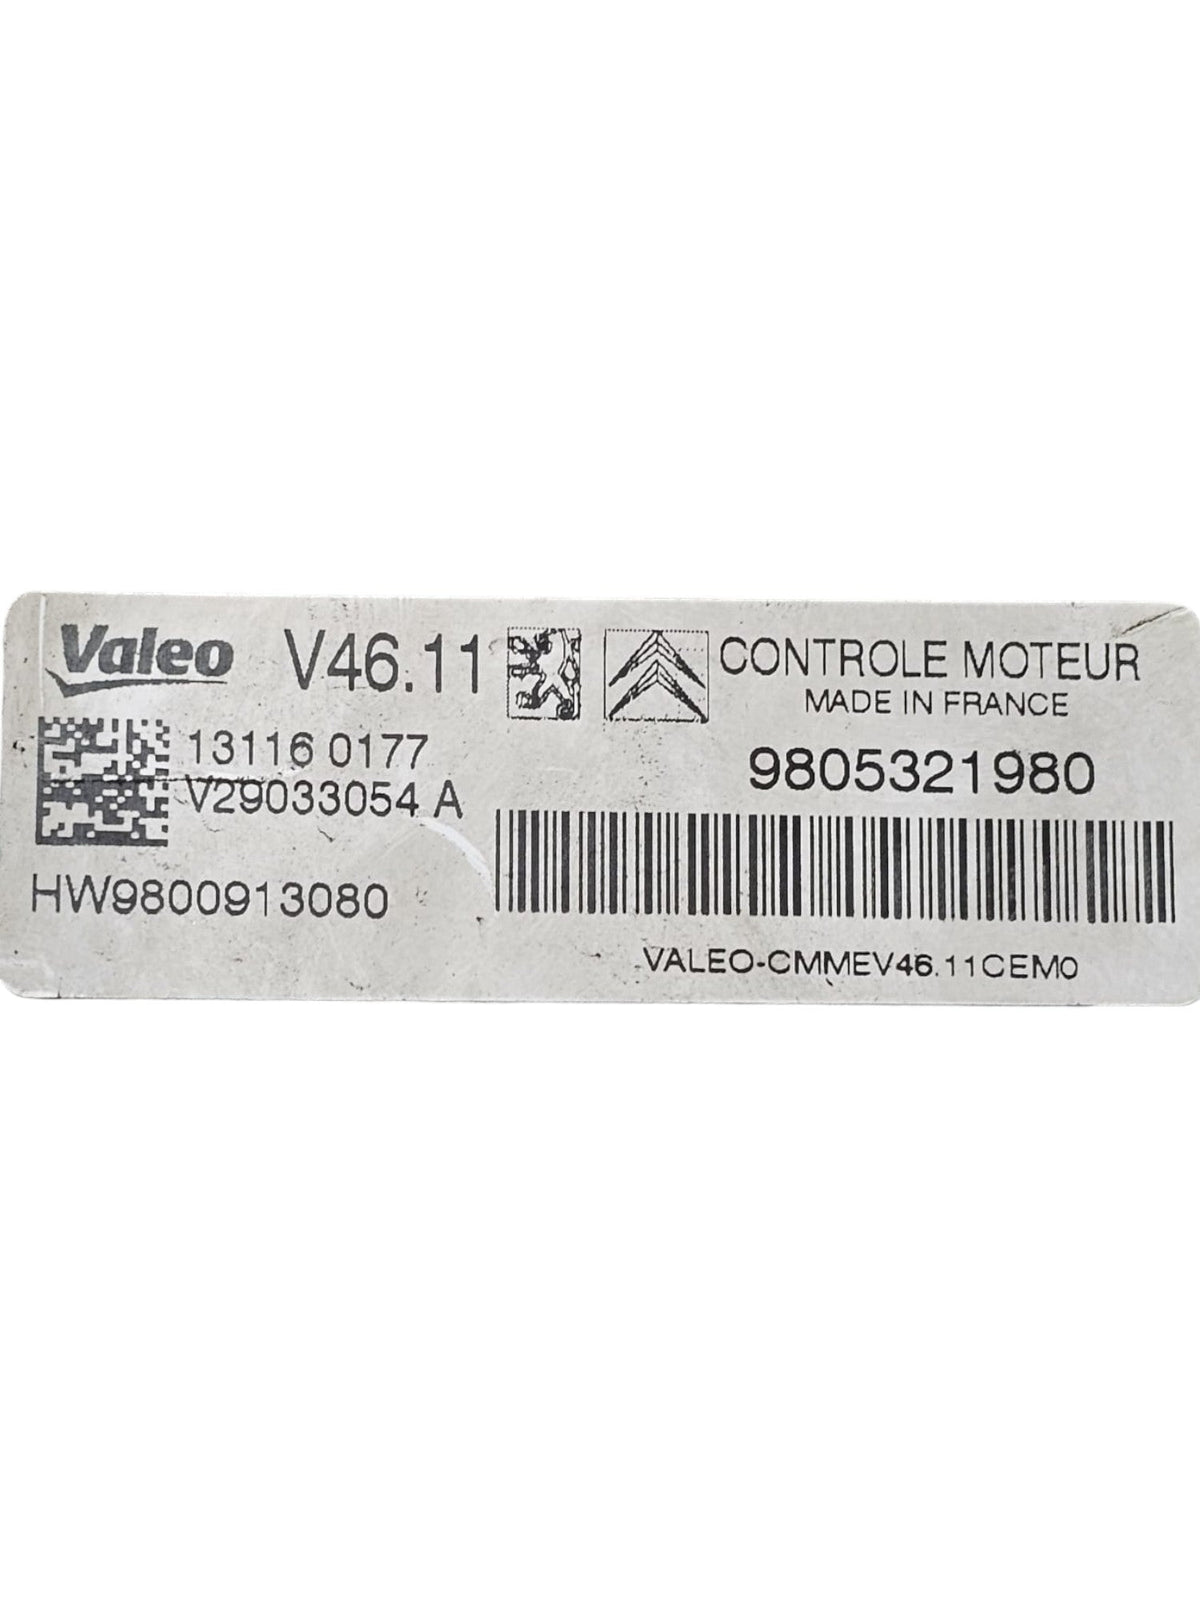 Valeo V46.11 CONTROLE MOTEUR
MADE IN FRANCE
13116 0177
V29033054 A
9805321980
HW9800913080
VALEO-CMMEV46.11CEM0